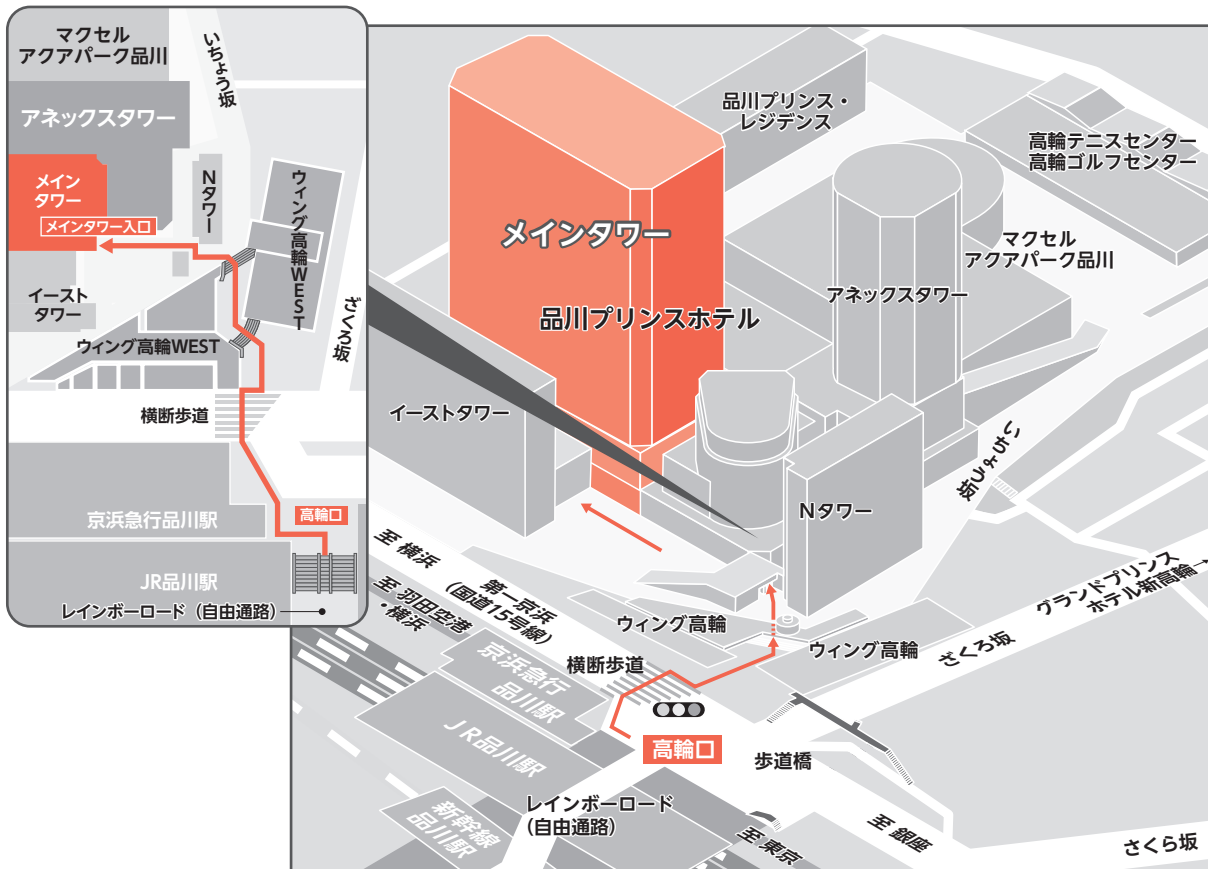 マクセル
アクアパーク品川
いちょう坂
アネックスタワー
メイン
タワー
メインタワー入口
Nタワー
ウィング高輪WEST
イースト
タワー
ざくろ坂
ウィング高輪WEST
横断歩道
京浜急行品川駅
高輪口
JR品川駅
レインボーロード（自由通路）
品川プリンス・
レジデンス
高輪テニスセンター
高輪ゴルフセンター
メインタワー
マクセル
アクアパーク品川
アネックスタワー
品川プリンスホテル
イーストタワー
いちょう坂
Nタワー
至 横浜
第一京浜
（国道15号線）
至 羽田空港
・横浜
ウィング高輪
ウィング高輪
グランドプリンス
ホテル新高輪→
ざくろ坂
横断歩道
京浜急行
品川駅
JR品川駅
高輪口
歩道橋
レインボーロード
（自由通路）
新幹線
品川駅
至 東京
至 銀座
さくら坂